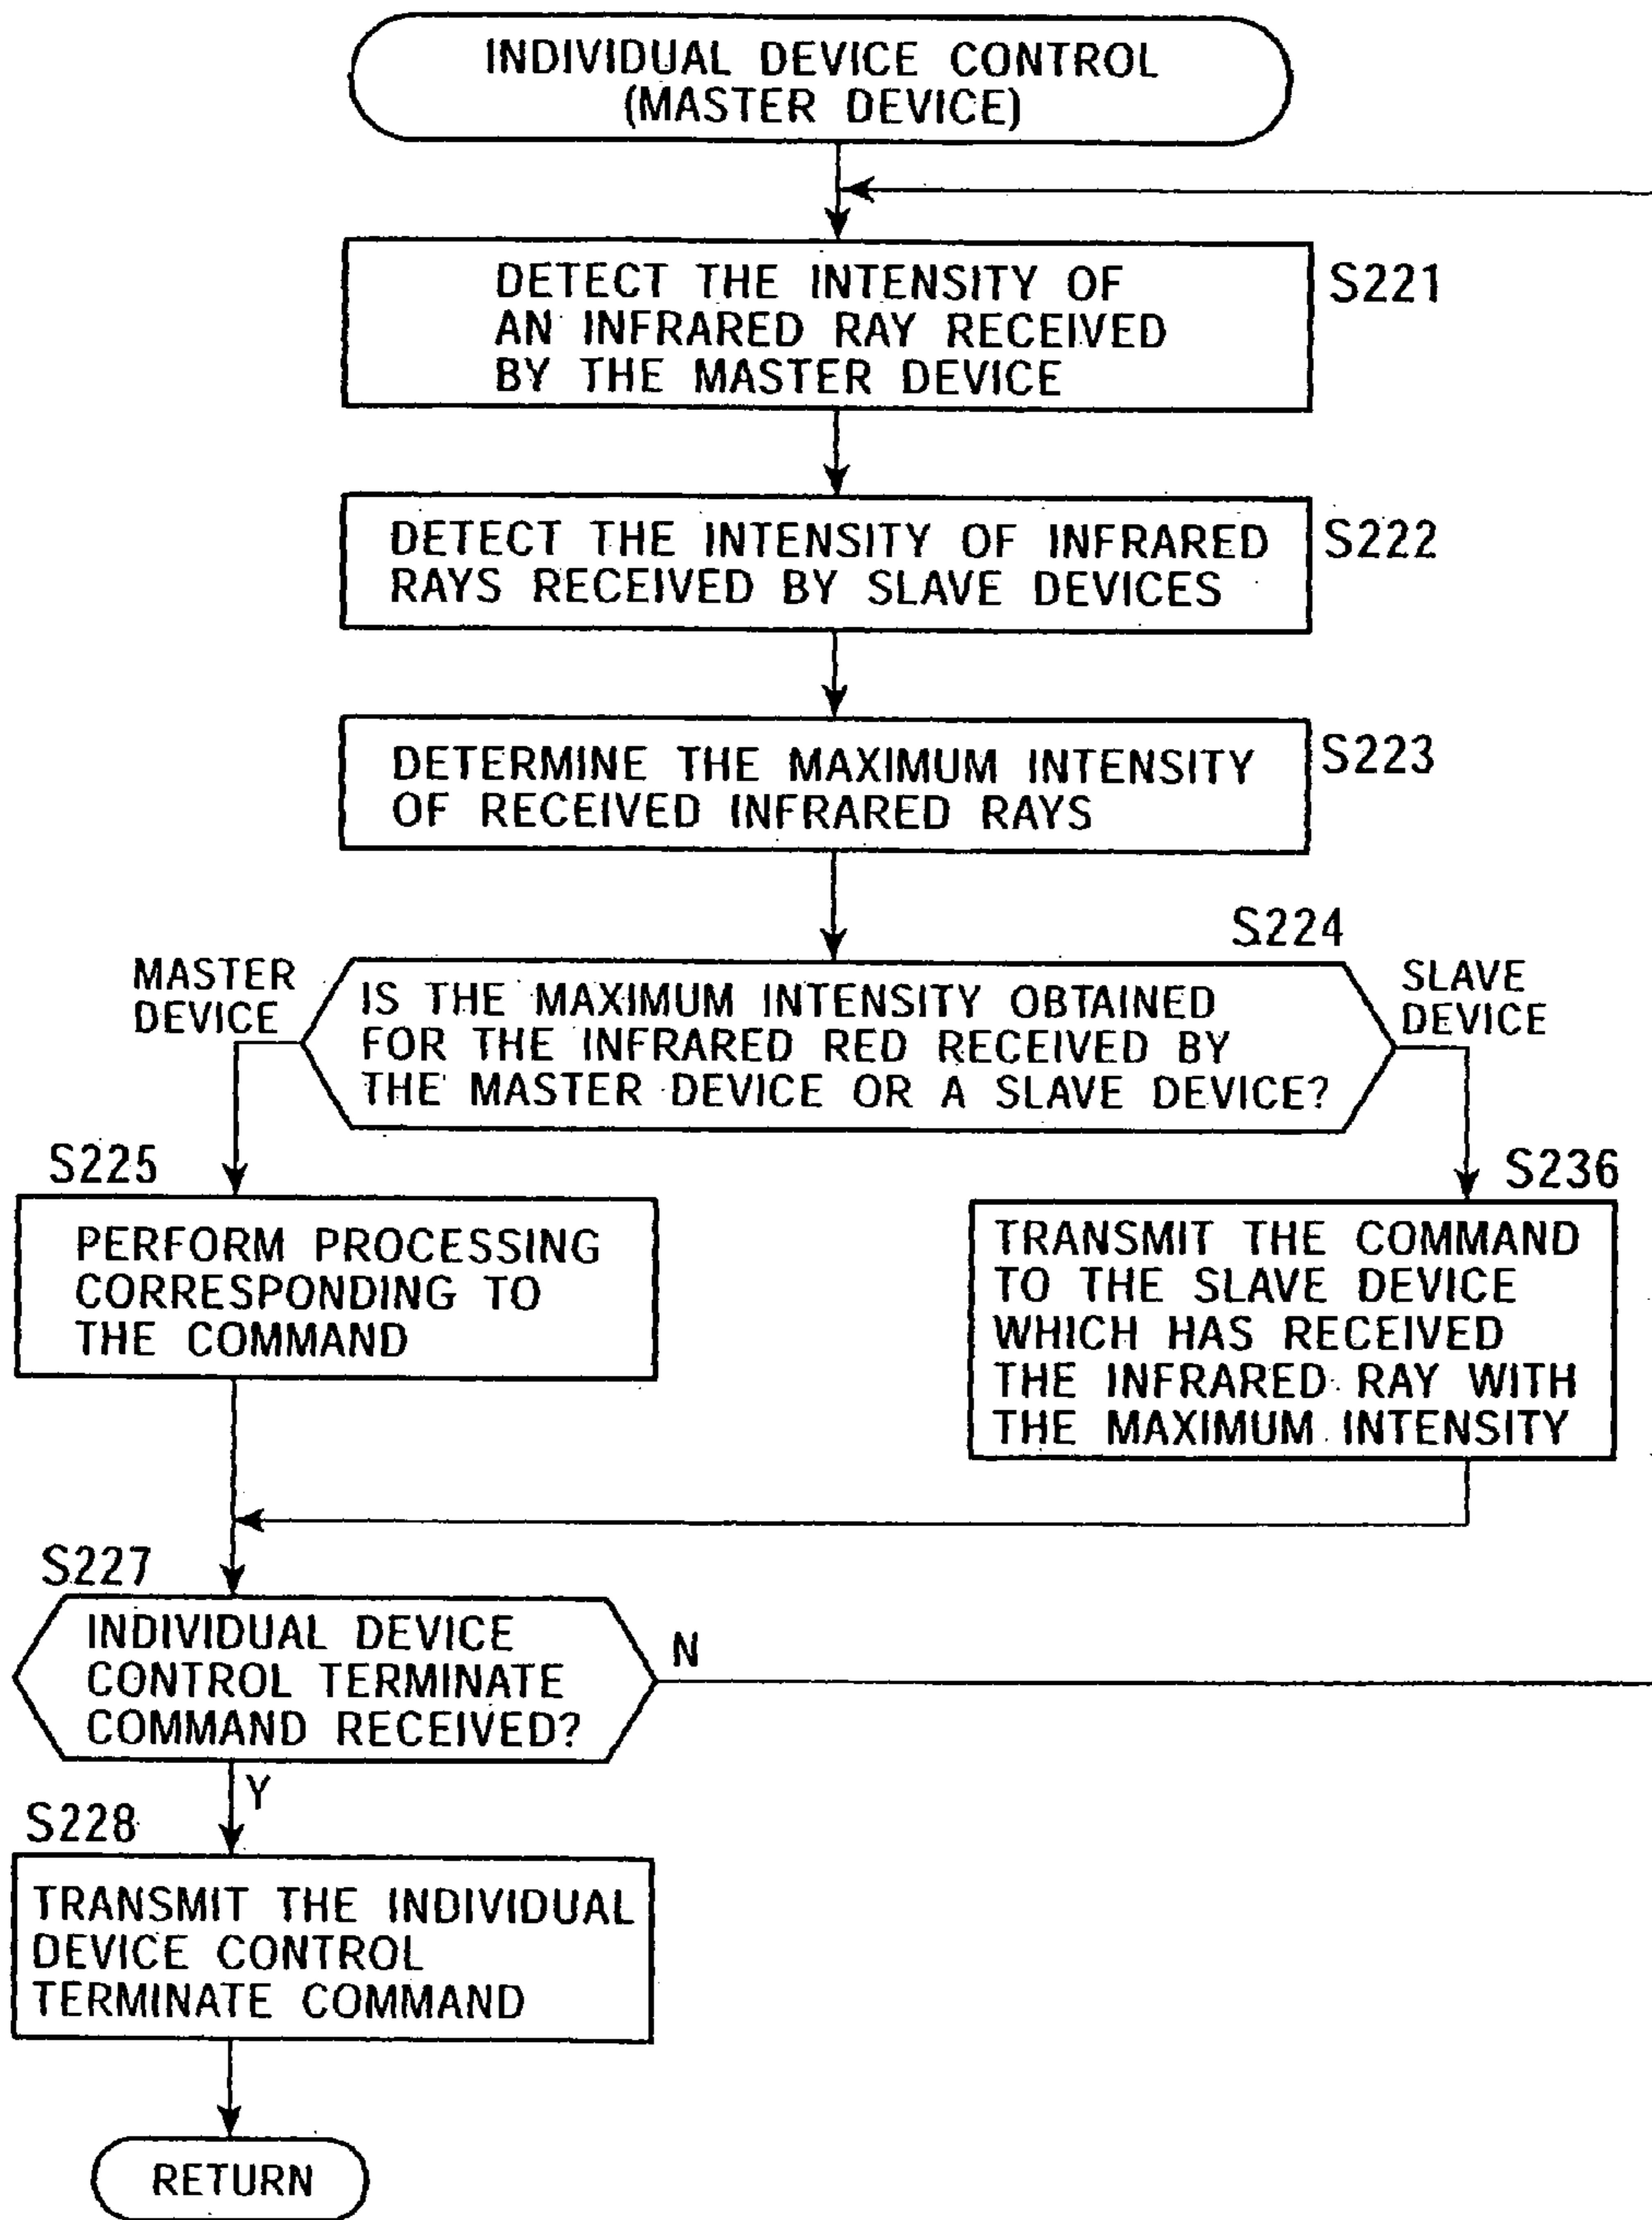 INDIVIDUAL DEVICE CONTROL
(MASTER DEVICE)
DETECT THE INTENSITY OF
AN INFRARED RAY RECEIVED
BY THE MASTER DEVICE
S221
DETECT THE INTENSITY OF INFRARED
RAYS RECEIVED BY SLAVE DEVICES
S222
DETERMINE THE MAXIMUM INTENSITY
OF RECEIVED INFRARED RAYS
S223
S224
MASTER
DEVICE
IS THE MAXIMUM INTENSITY OBTAINED
FOR THE INFRARED RED RECEIVED BY
THE MASTER DEVICE OR A SLAVE DEVICE?
SLAVE
DEVICE
S225
PERFORM PROCESSING
CORRESPONDING TO
THE COMMAND
S236
TRANSMIT THE COMMAND
TO THE SLAVE DEVICE
WHICH HAS RECEIVED
THE INFRARED RAY WITH
THE MAXIMUM INTENSITY
S227
INDIVIDUAL DEVICE
CONTROL TERMINATE
COMMAND RECEIVED?
N
Y
S228
TRANSMIT THE INDIVIDUAL
DEVICE CONTROL
TERMINATE COMMAND
RETURN